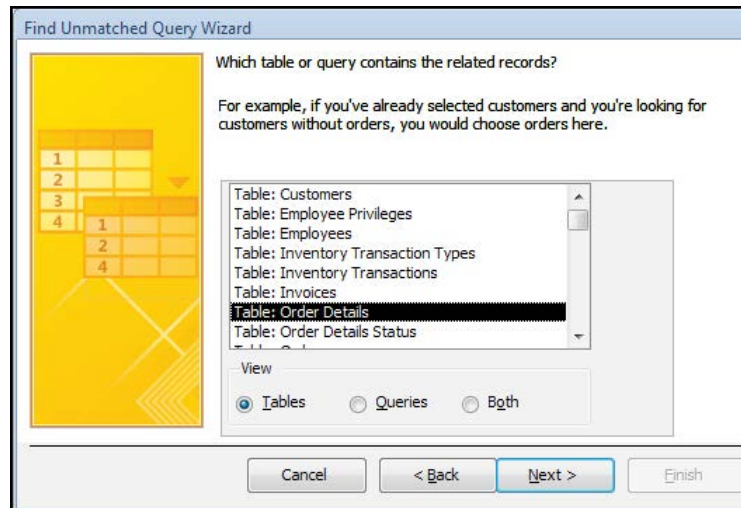 Find Unmatched Query Wizard
Which table or query contains the related records?
For example, if you've already selected customers and you're looking for
customers without orders, you would choose orders here.
1
2
3
4
1
2
4
Table: Customers
Table: Employee Privileges
Table: Employees
Table: Inventory Transaction Types
Table: Inventory Transactions
Table: Invoices
Table: Order Details
Table: Order Details Status
View
Tables
Queries
Both
Cancel
< Back
Next >
Finish